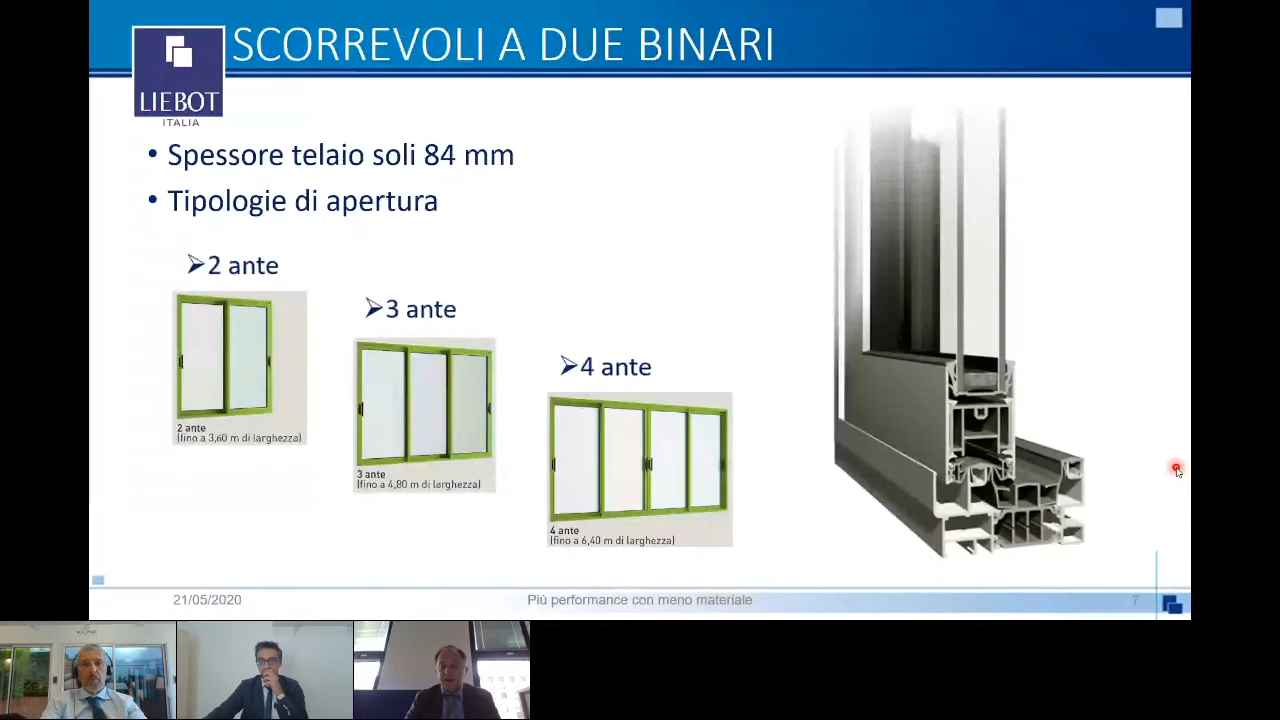 SCORREVOLI A DUE BINARI
LIEBOT
ITALIA
• Spessore telaio soli 84 mm
• Tipologie di apertura
➢2 ante
➢3 ante
➢4 ante
2 ante
(fino a 3,60 m di larghezza)
3 ante
(fino a 4,80 m di larghezza)
4 ante
(fino a 6,40 m di larghezza)
21/05/2020
Più performance con meno materiale
7